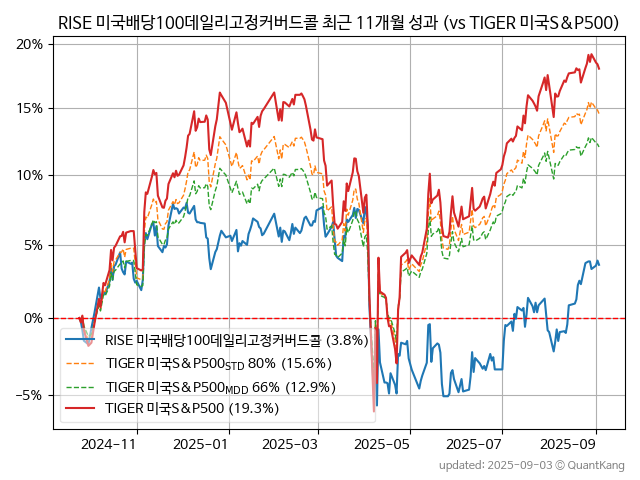 RISE 미국배당100데일리고정커버드콜 최근 11개월 성과 (vs TIGER 미국S&P500)
20%
15%
10%
5%
0%
−5%
RISE 미국배당100데일리고정커버드콜 (3.8%)
TIGER 미국S&P500STD 80% (15.6%)
TIGER 미국S&P500MDD 66% (12.9%)
TIGER 미국S&P500 (19.3%)
2024-11 2025-01 2025-03 2025-05 2025-07 2025-09
updated: 2025-09-03 © QuantKang